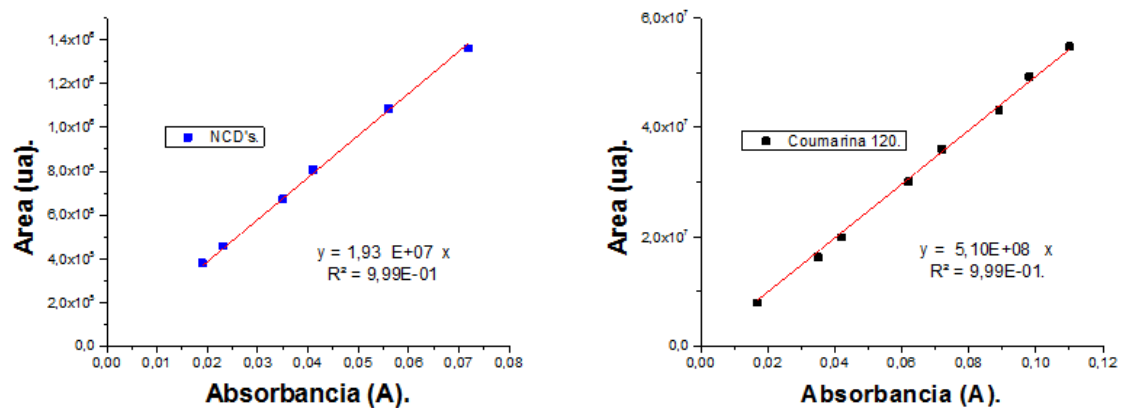 1,4x10⁶
1,2x10⁶
1,0x10⁶
8,0x10⁵
6,0x10⁵
4,0x10⁵
2,0x10⁵
0,0
Area (ua).
NCD's.
y = 1,93 E+07 x
R² = 9,99E-01
0,00 0,01 0,02 0,03 0,04 0,05 0,06 0,07 0,08
Absorbancia (A).
6,0x10⁷
4,0x10⁷
2,0x10⁷
0,0
Area (ua).
Coumarina 120.
y = 5,10E+08 x
R² = 9,99E-01.
0,00 0,02 0,04 0,06 0,08 0,10 0,12
Absorbancia (A).